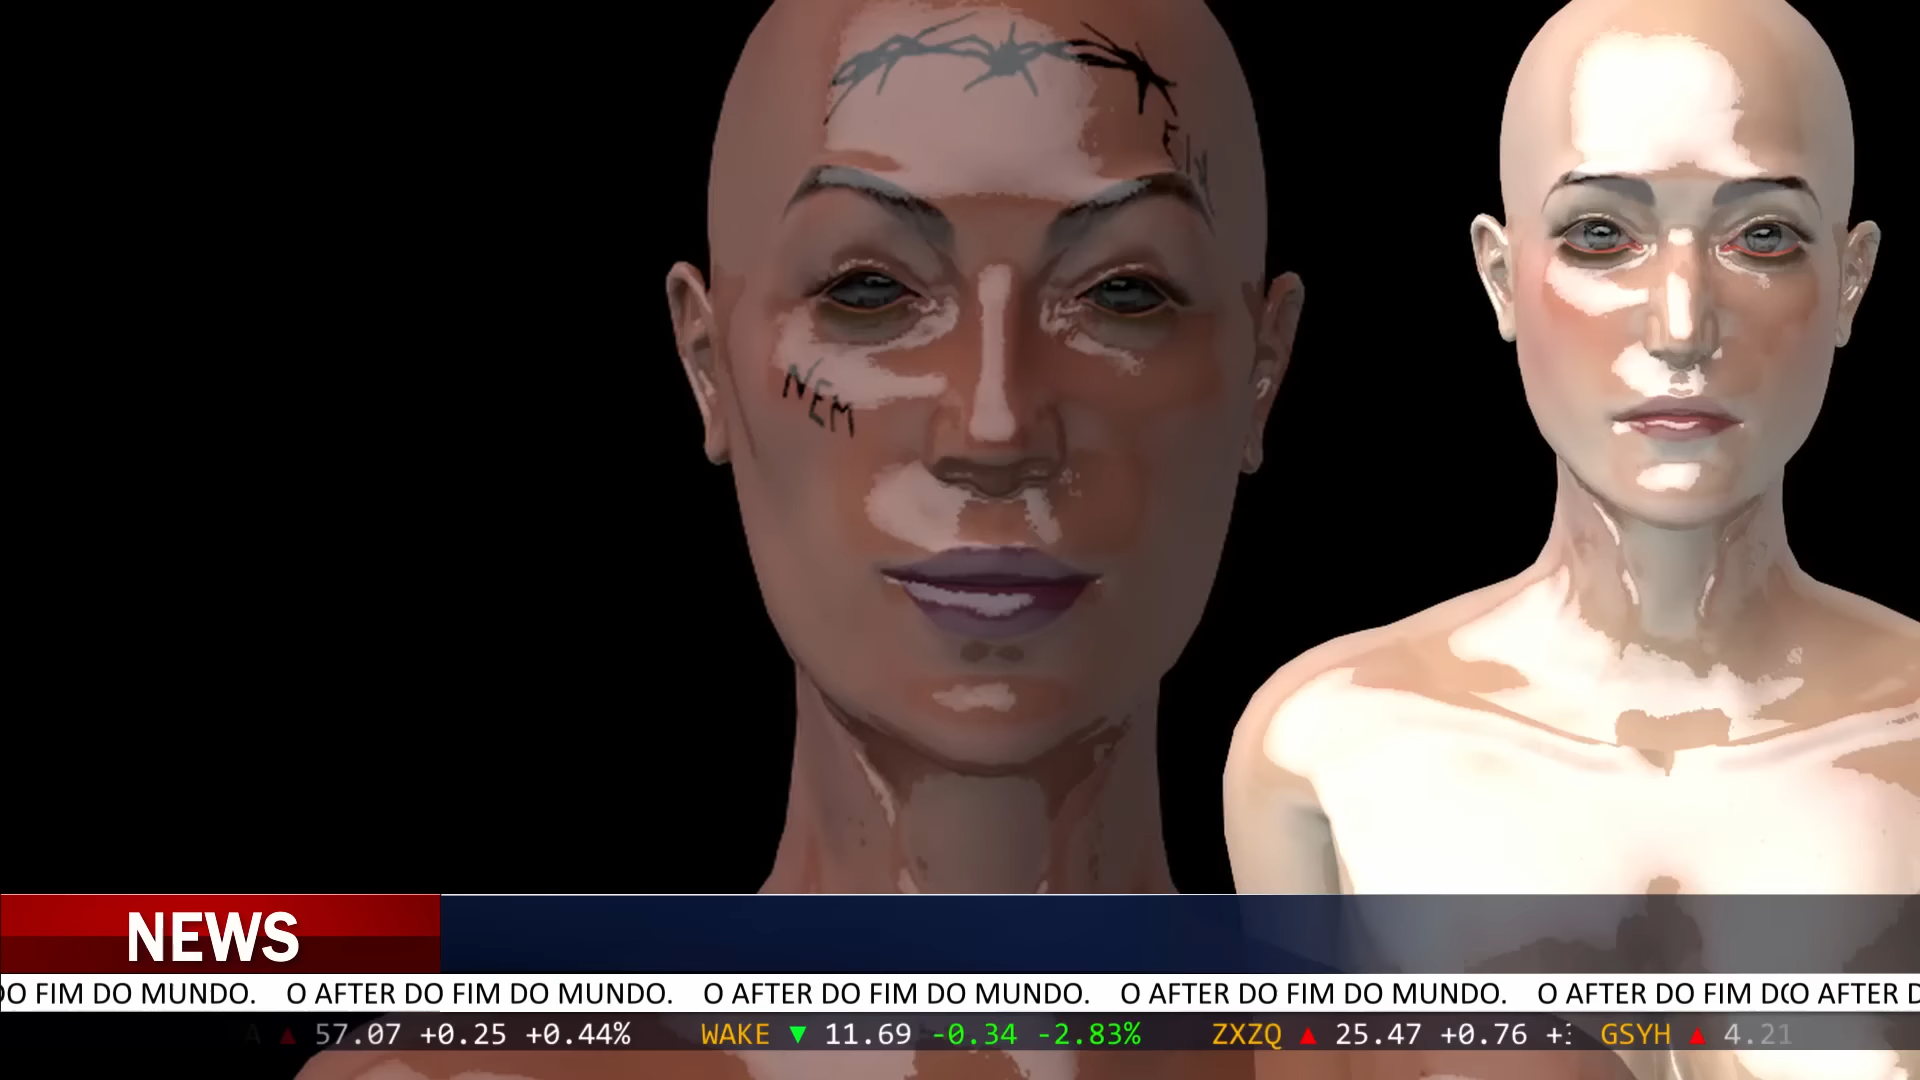 NEM
NEWS
DO FIM DO MUNDO. O AFTER DO FIM DO MUNDO. O AFTER DO FIM DO MUNDO. O AFTER DO FIM DO MUNDO. O AFTER DO FIM D O AFTER D
A ▲ 57.07 +0.25 +0.44% WAKE ▼ 11.69 -0.34 -2.83% ZXZQ ▲ 25.47 +0.76 + GSYH ▲ 4.21